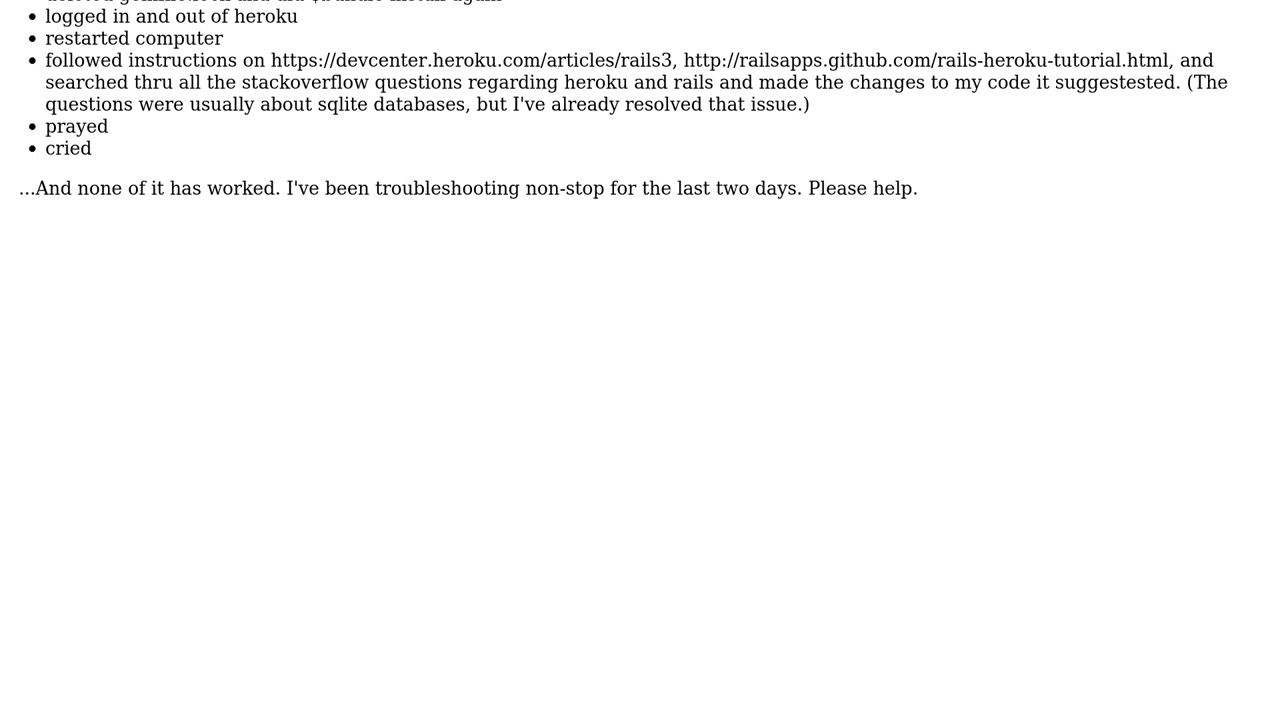 logged in and out of heroku
restarted computer
followed instructions on https://devcenter.heroku.com/articles/rails3, http://railsapps.github.com/rails-heroku-tutorial.html, and
searched thru all the stackoverflow questions regarding heroku and rails and made the changes to my code it suggestested. (The
questions were usually about sqlite databases, but I've already resolved that issue.)
prayed
cried
...And none of it has worked. I've been troubleshooting non-stop for the last two days. Please help.